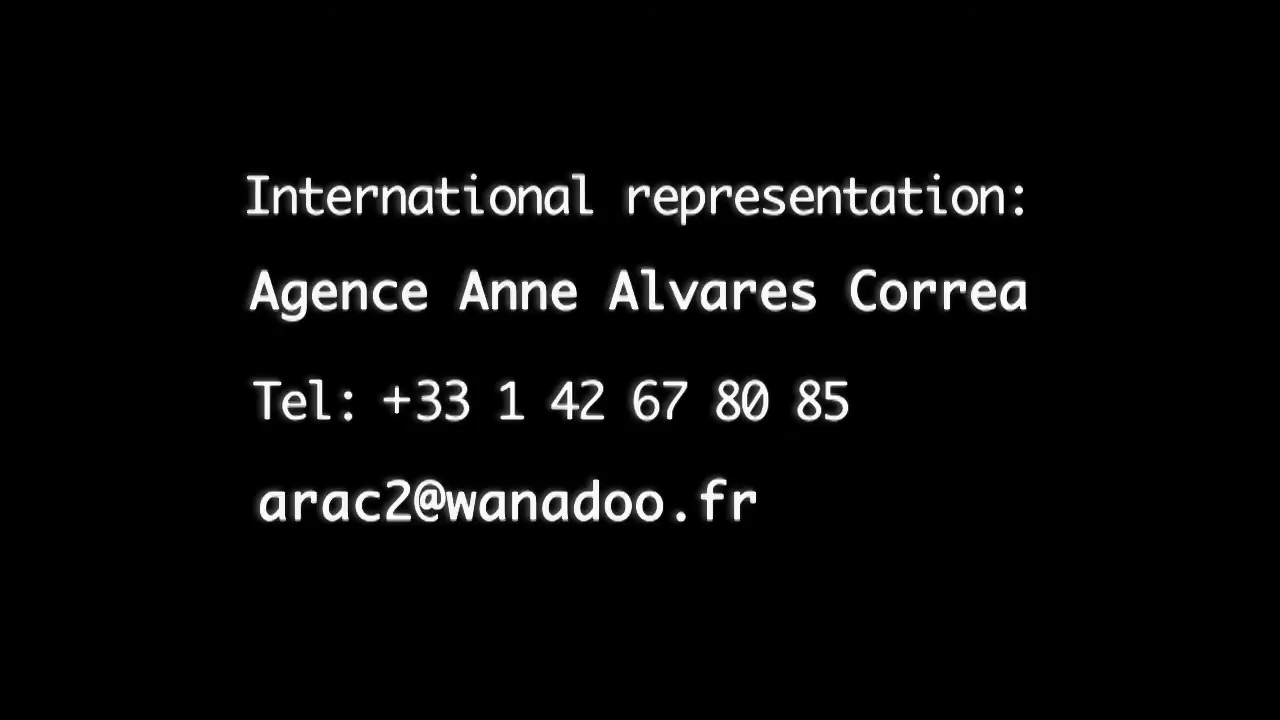 International representation:
Agence Anne Alvares Correa
Tel: +33 1 42 67 80 85
arac2@wanadoo.fr